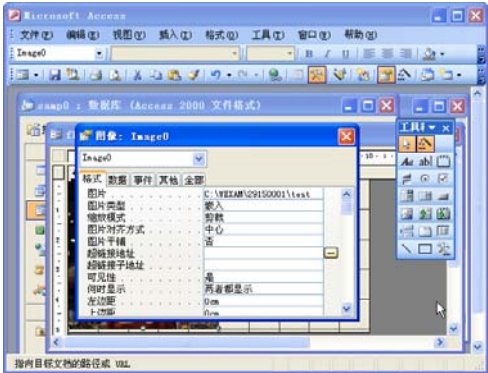 Microsoft Access
文件(F) 编辑(E) 视图(V) 插入(I) 格式(O) 工具(T) 窗口(W) 帮助(H)
Image0
B I U
samp0 : 数据库 (Access 2000 文件格式)
工具
图像: Image0
Image0
Aa ab|
格式 数据 事件 其他 全部
图片 C:\WEXAM\29150001\test
图片类型 嵌入
缩放模式 剪裁
图片对齐方式 中心
图片平铺 否
超链接地址
超链接子地址
可见性 是
何时显示 两者都显示
左边距 0cm
上边距 0cm
指向目标文档的路径或 URL